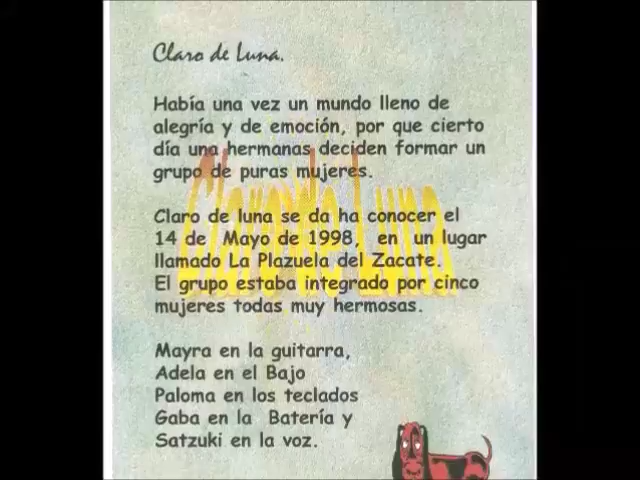 Claro de Luna.
Había una vez un mundo lleno de
alegría y de emoción, por que cierto
día una hermanas deciden formar un
grupo de puras mujeres.
Claro de luna se da ha conocer el
14 de Mayo de 1998, en un lugar
llamado La Plazuela del Zacate.
El grupo estaba integrado por cinco
mujeres todas muy hermosas.
Mayra en la guitarra,
Adela en el Bajo
Paloma en los teclados
Gaba en la Batería y
Satzuki en la voz.
Claro de Luna